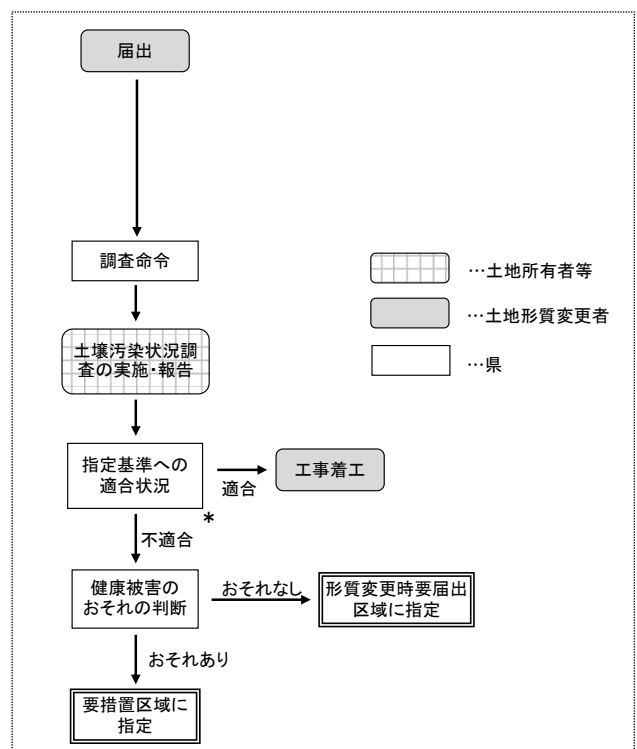 届出
調査命令
…土地所有者等
土壌汚染状況調
査の実施・報告
…土地形質変更者
…県
指定基準への
適合状況
適合
工事着工
*
不適合
健康被害の
おそれの判断
おそれなし
形質変更時要届出
区域に指定
おそれあり
要措置区域に
指定